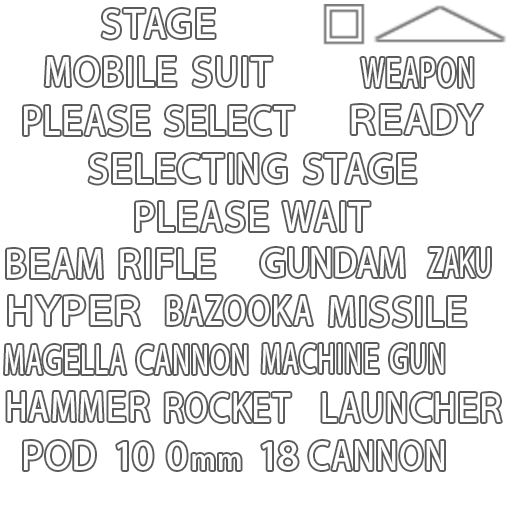 STAGE
MOBILE SUIT WEAPON
PLEASE SELECT READY
SELECTING STAGE
PLEASE WAIT
BEAM RIFLE GUNDAM ZAKU
HYPER BAZOOKA MISSILE
MAGELLA CANNON MACHINE GUN
HAMMER ROCKET LAUNCHER
POD 10 0mm 18 CANNON